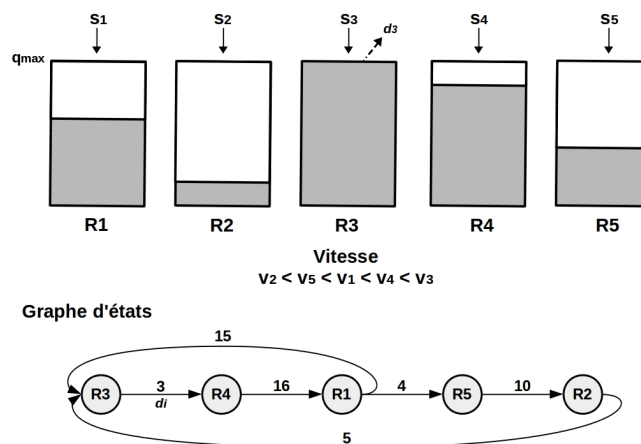 S1 S2 S3 S4 S5
d3
qmax
R1 R2 R3 R4 R5
Vitesse
v2 < v5 < v1 < v4 < v3
Graphe d'états
15
R3 3 R4 16 R1 4 R5 10 R2
di
5